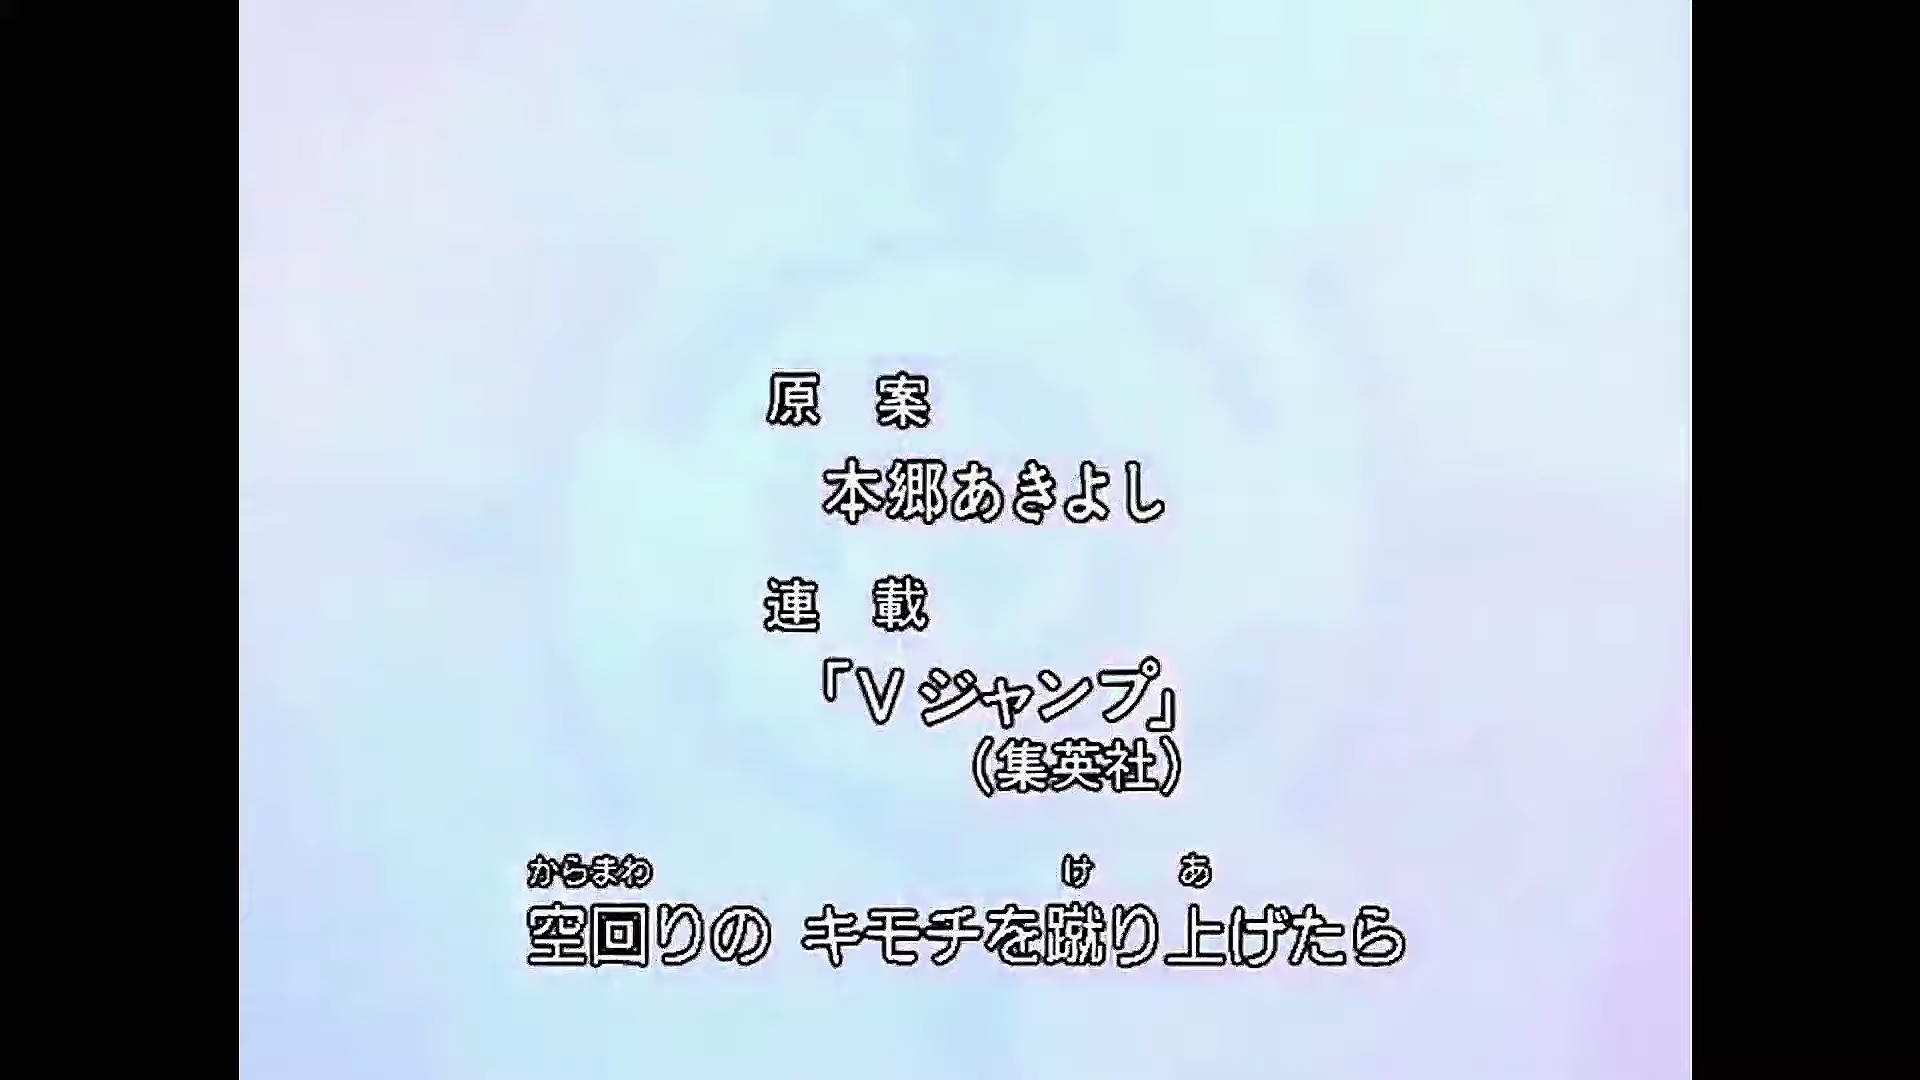 原　案
本郷あきよし
連　載
「Vジャンプ」
（集英社）
からまわ　け　あ
空回りの キモチを蹴り上げたら